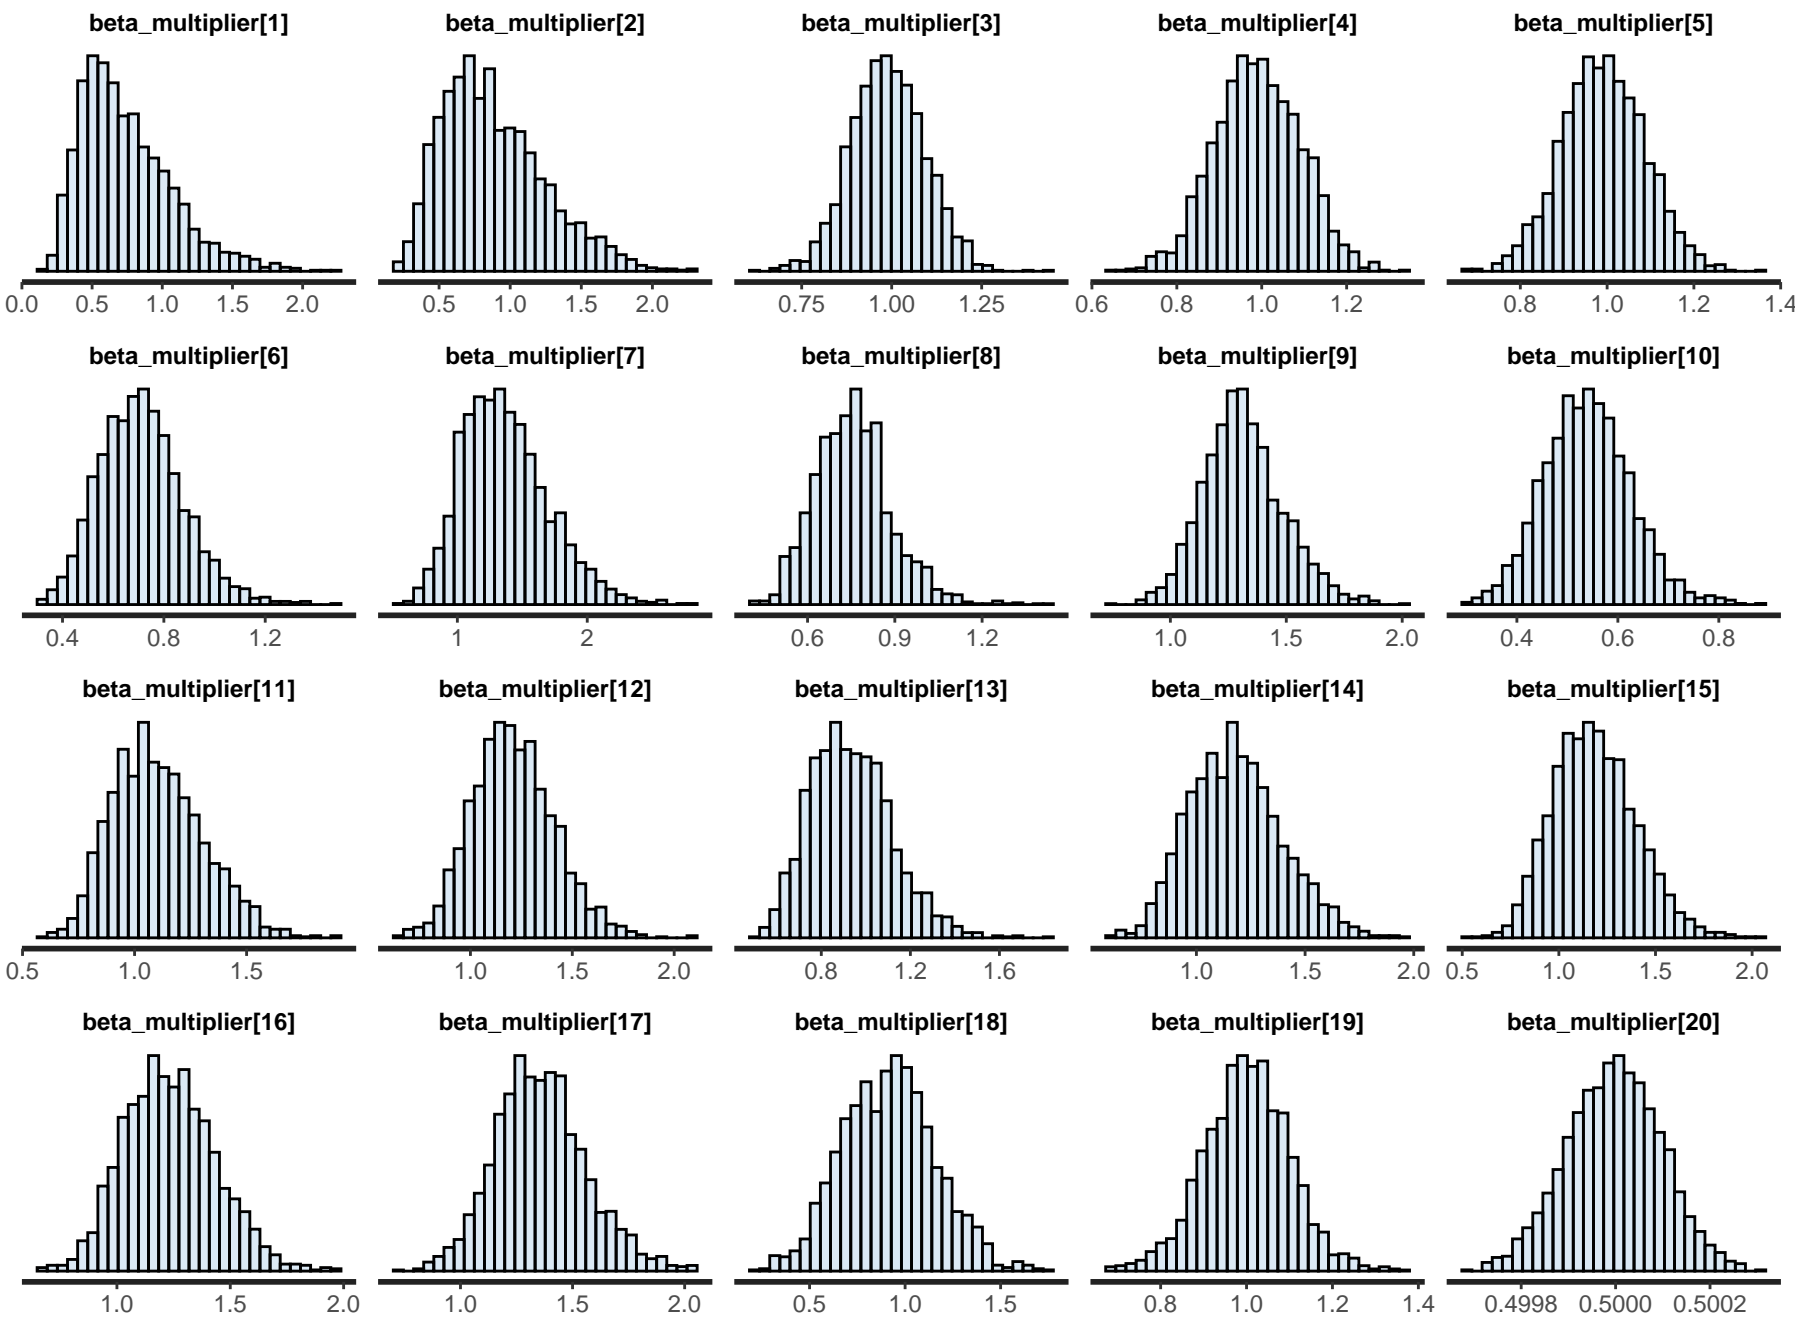 beta_multiplier[1] beta_multiplier[2] beta_multiplier[3] beta_multiplier[4] beta_multiplier[5]
0.0 0.5 1.0 1.5 2.0 0.5 1.0 1.5 2.0 0.75 1.00 1.25 0.6 0.8 1.0 1.2 0.8 1.0 1.2 1.4
beta_multiplier[6] beta_multiplier[7] beta_multiplier[8] beta_multiplier[9] beta_multiplier[10]
0.4 0.8 1.2 1 2 0.6 0.9 1.2 1.0 1.5 2.0 0.4 0.6 0.8
beta_multiplier[11] beta_multiplier[12] beta_multiplier[13] beta_multiplier[14] beta_multiplier[15]
0.5 1.0 1.5 1.0 1.5 2.0 0.8 1.2 1.6 1.0 1.5 2.0 0.5 1.0 1.5 2.0
beta_multiplier[16] beta_multiplier[17] beta_multiplier[18] beta_multiplier[19] beta_multiplier[20]
1.0 1.5 2.0 1.0 1.5 2.0 0.5 1.0 1.5 0.8 1.0 1.2 1.4 0.4998 0.5000 0.5002